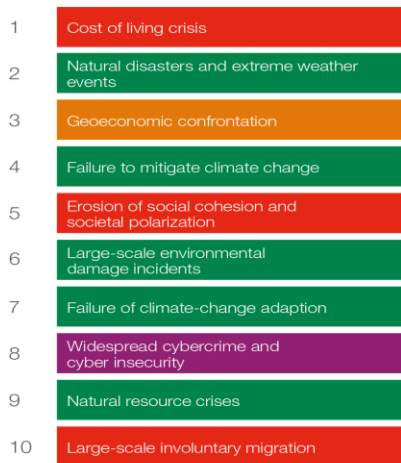 1 Cost of living crisis
2 Natural disasters and extreme weather
events
3 Geoeconomic confrontation
4 Failure to mitigate climate change
5 Erosion of social cohesion and
societal polarization
6 Large-scale environmental
damage incidents
7 Failure of climate-change adaption
8 Widespread cybercrime and
cyber insecurity
9 Natural resource crises
10 Large-scale involuntary migration